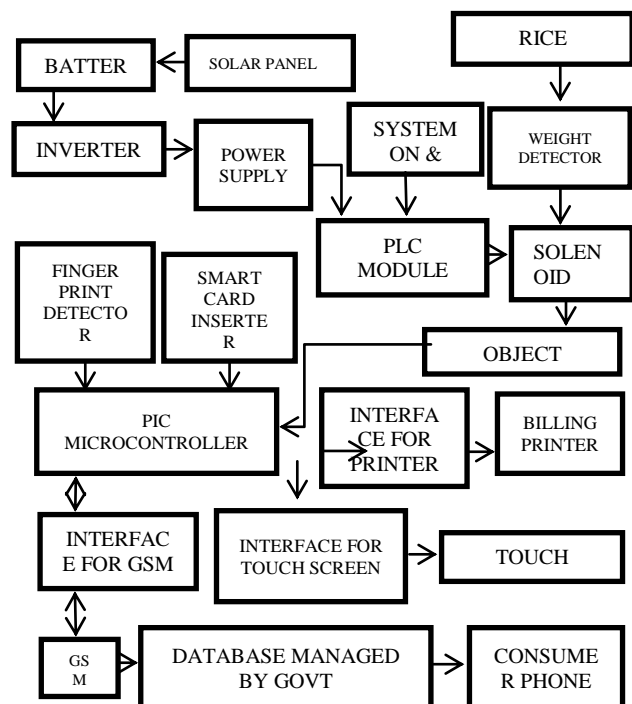 RICE
BATTER
SOLAR PANEL
SYSTEM
ON &
WEIGHT
DETECTOR
INVERTER
POWER
SUPPLY
PLC
MODULE
SOLEN
OID
FINGER
PRINT
DETECTO
R
SMART
CARD
INSERTE
R
OBJECT
PIC
MICROCONTROLLER
INTERFA
CE FOR
PRINTER
BILLING
PRINTER
INTERFAC
E FOR GSM
INTERFACE FOR
TOUCH SCREEN
TOUCH
GS
M
DATABASE MANAGED
BY GOVT
CONSUME
R PHONE